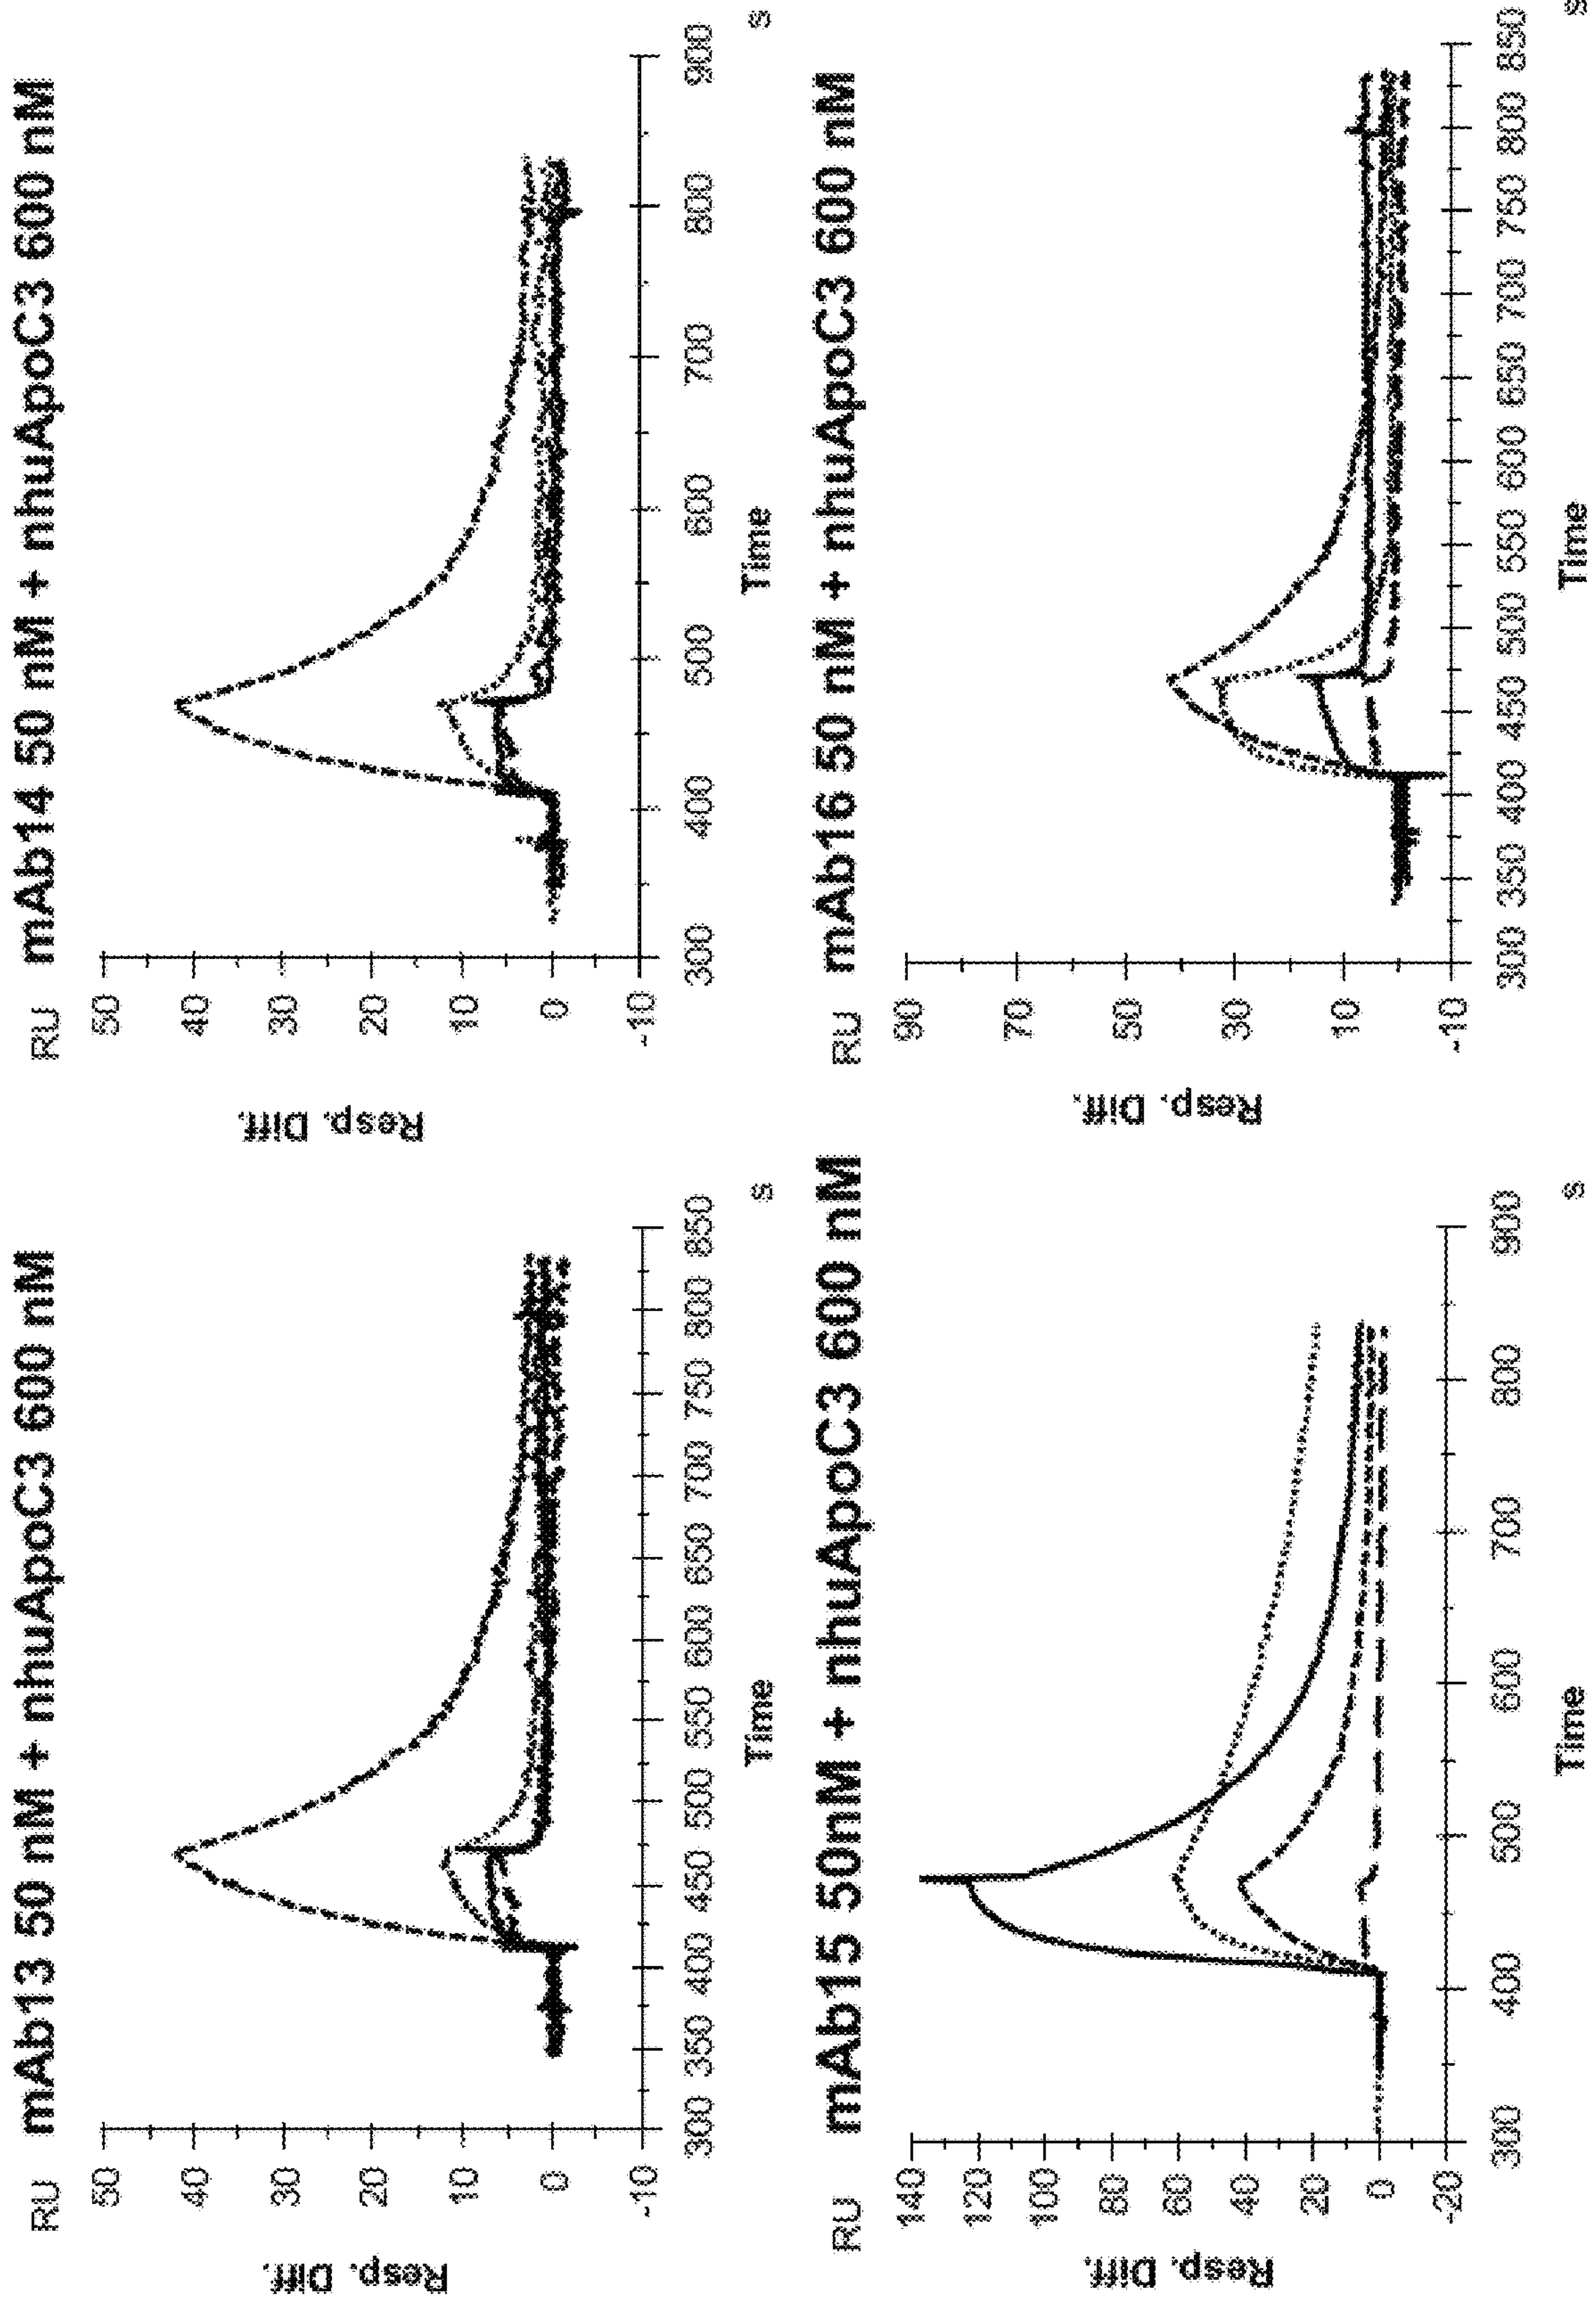 mAb13 50 nM + nhuApoC3 600 nM
RU
50
40
30
20
10
0
-10
Resp. Diff.
300 350 400 450 500 550 600 650 700 750 800 850
Time
s
mAb14 50 nM + nhuApoC3 600 nM
RU
50
40
30
20
10
0
-10
Resp. Diff.
300 400 500 600 700 800 900
Time
s
mAb15 50nM + nhuApoC3 600 nM
RU
140
120
100
80
60
40
20
0
-20
Resp. Diff.
300 400 500 600 700 800 900
Time
s
mAb16 50 nM + nhuApoC3 600 nM
RU
90
70
50
30
10
-10
Resp. Diff.
300 350 400 450 500 550 600 650 700 750 800 850
Time
s